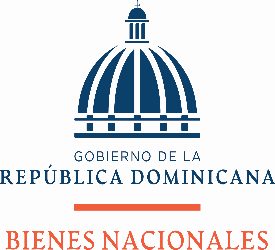 GOBIERNO DE LA
REPÚBLICA DOMINICANA
BIENES NACIONALES